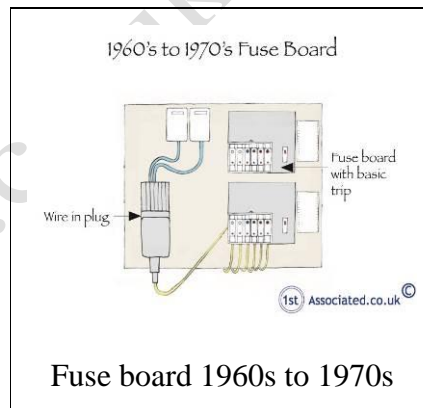 1960's to 1970's Fuse Board
Fuse board
with basic
trip
Wire in plug
1st Associated.co.uk ©
Fuse board 1960s to 1970s